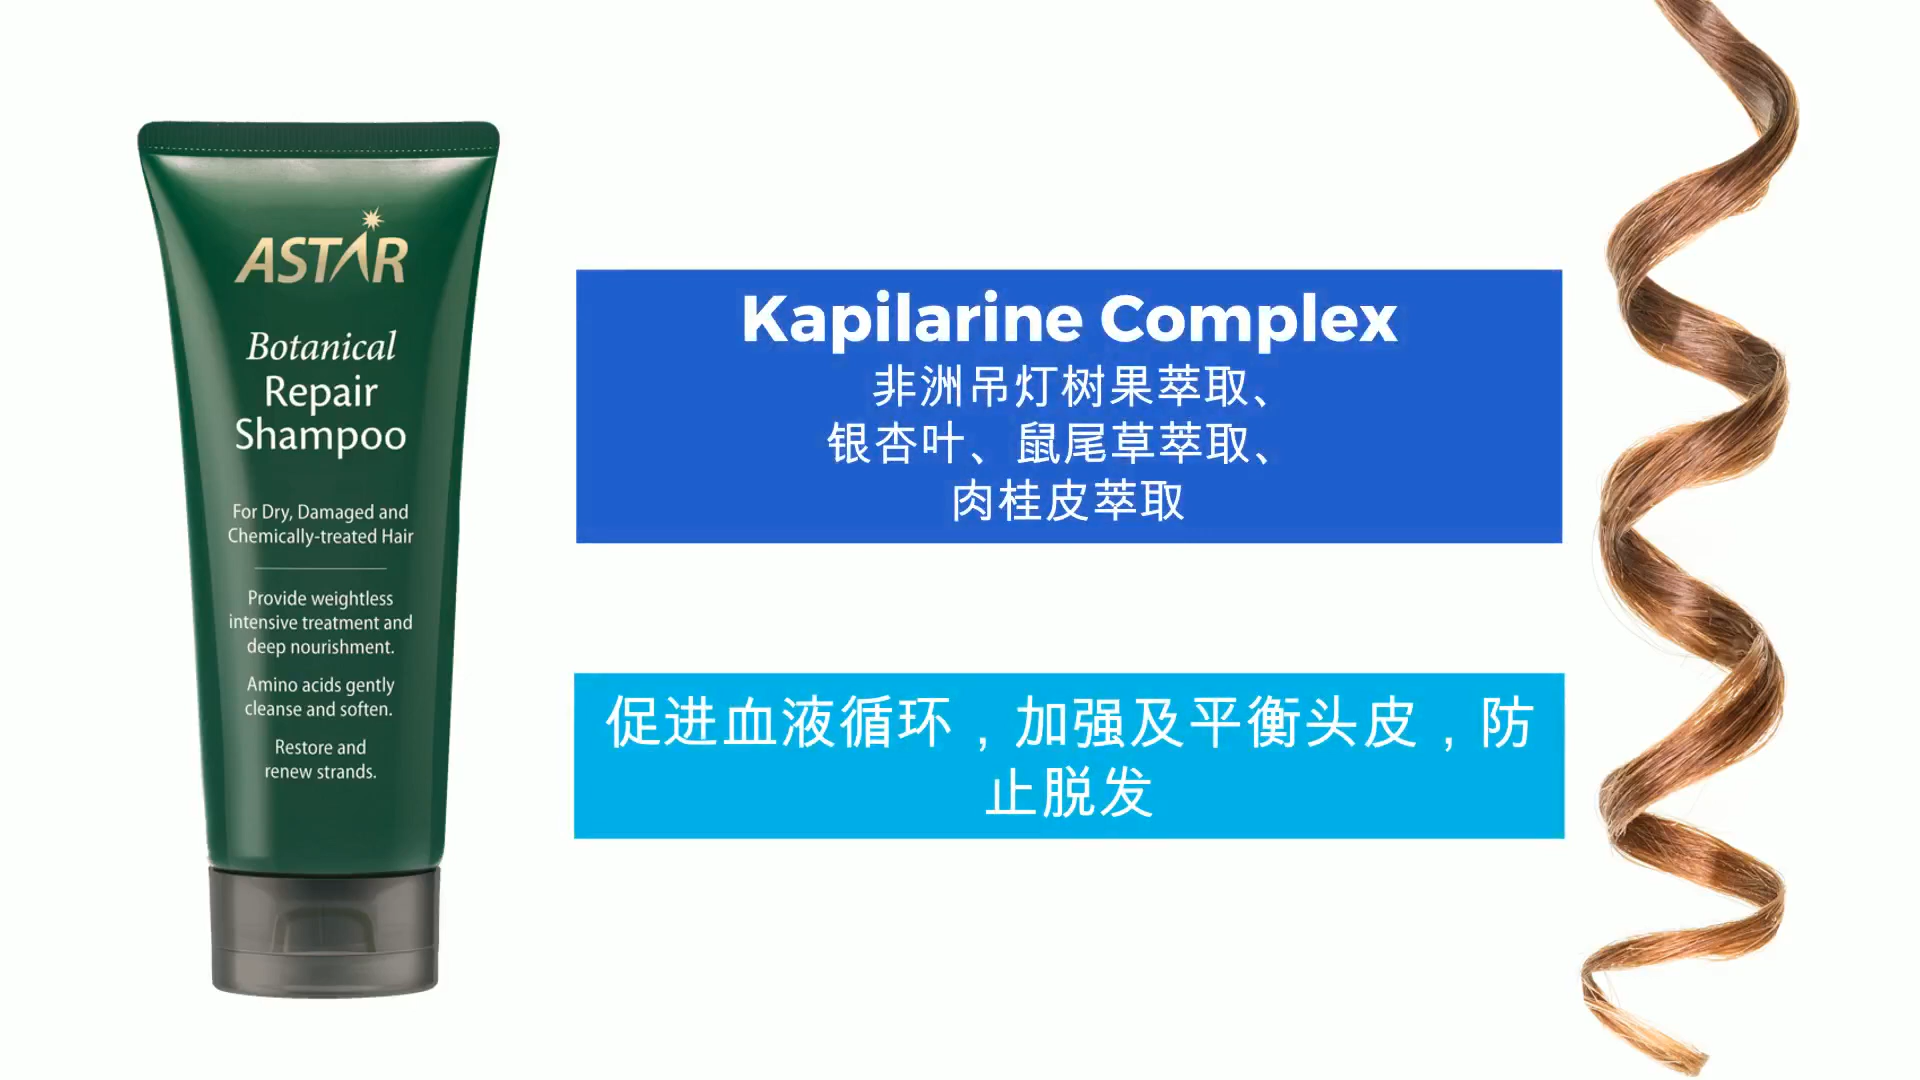 ASTAR
Botanical
Repair
Shampoo
For Dry, Damaged and
Chemically-treated Hair
Provide weightless
intensive treatment and
deep nourishment.
Amino acids gently
cleanse and soften.
Restore and
renew strands.
Kapilarine Complex
非洲吊灯树果萃取、
银杏叶、鼠尾草萃取、
肉桂皮萃取
促进血液循环，加强及平衡头皮，防
止脱发